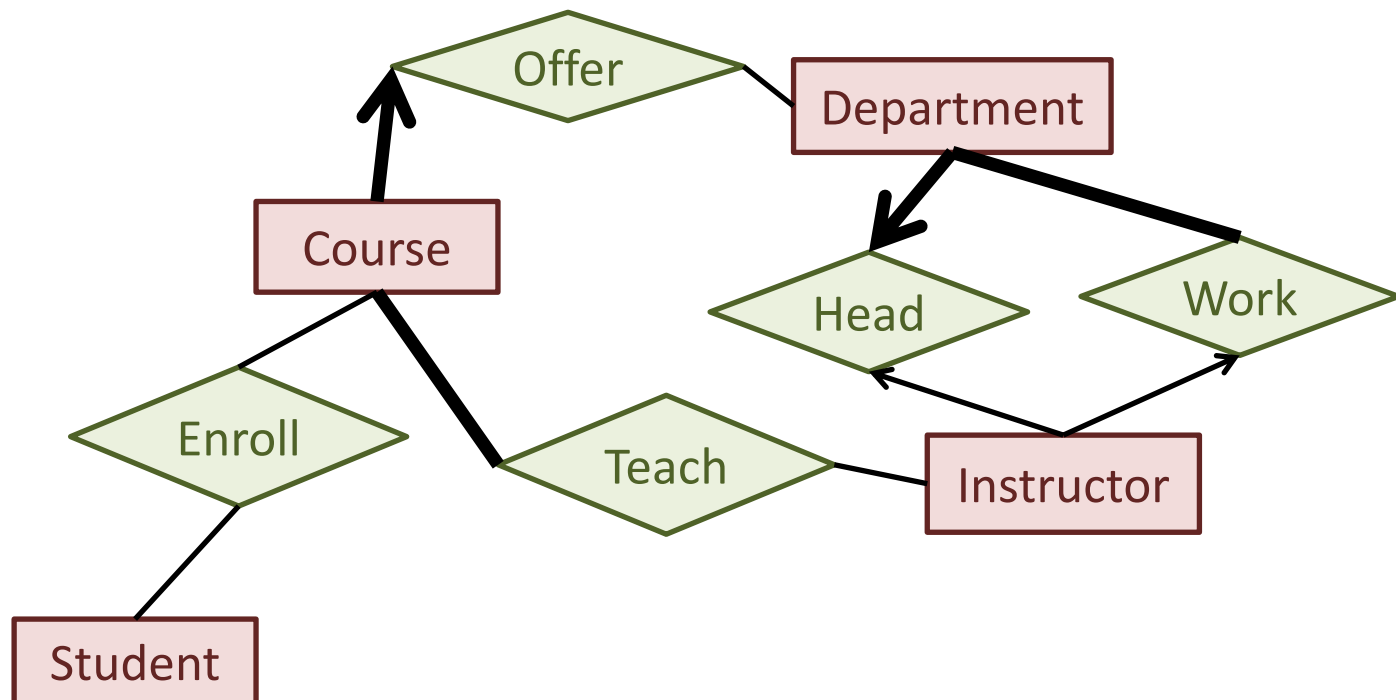 Offer
Department
Course
Head
Work
Enroll
Teach
Instructor
Student